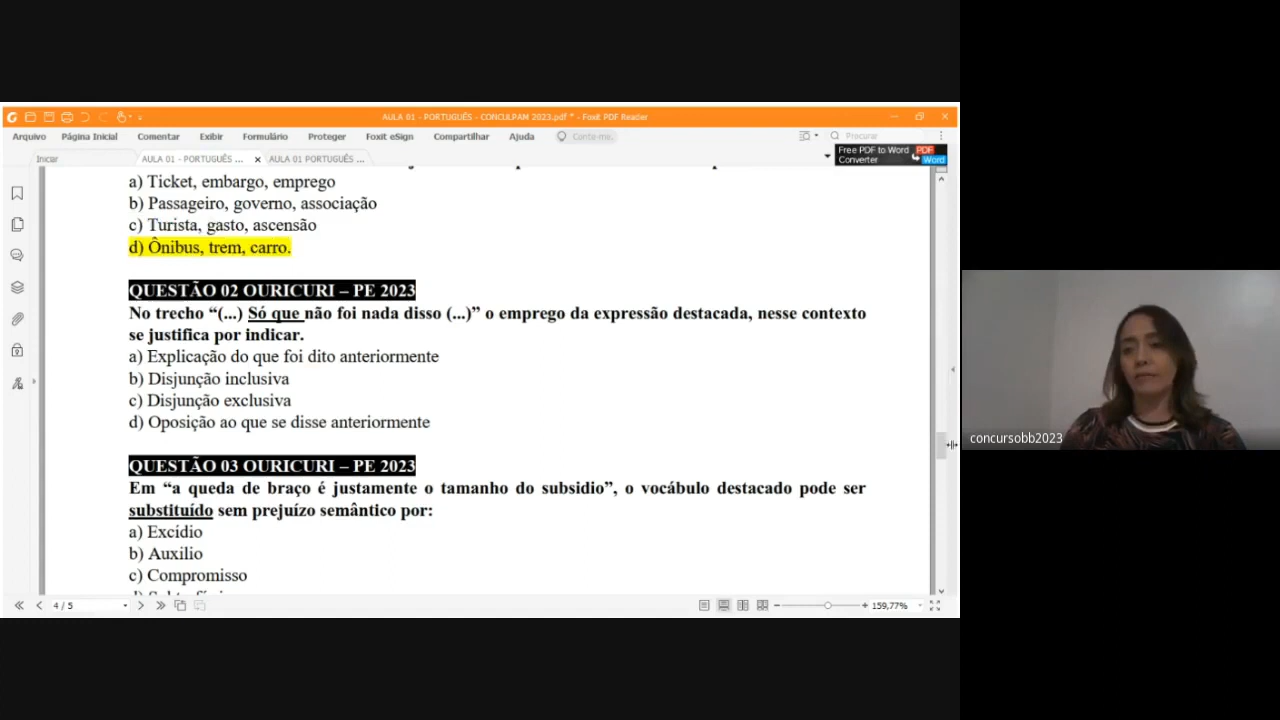 AULA 01 - PORTUGUÊS - CONCULPAM 2023.pdf * - Foxit PDF Reader
Arquivo Página Inicial Comentar Exibir Formulário Proteger Foxit eSign Compartilhar Ajuda Conte-me. Procurar
Free PDF to Word Converter PDF Word
Iniciar AULA 01 - PORTUGUÊS ... × AULA 01 PORTUGUÊS ...
a) Ticket, embargo, emprego
b) Passageiro, governo, associação
c) Turista, gasto, ascensão
d) Ônibus, trem, carro.
QUESTÃO 02 OURICURI – PE 2023
No trecho “(...) Só que não foi nada disso (...)” o emprego da expressão destacada, nesse contexto
se justifica por indicar.
a) Explicação do que foi dito anteriormente
b) Disjunção inclusiva
c) Disjunção exclusiva
d) Oposição ao que se disse anteriormente
QUESTÃO 03 OURICURI – PE 2023
Em “a queda de braço é justamente o tamanho do subsidio”, o vocábulo destacado pode ser
substituído sem prejuízo semântico por:
a) Excídio
b) Auxilio
c) Compromisso
4 / 5
159,77%
concursobb2023